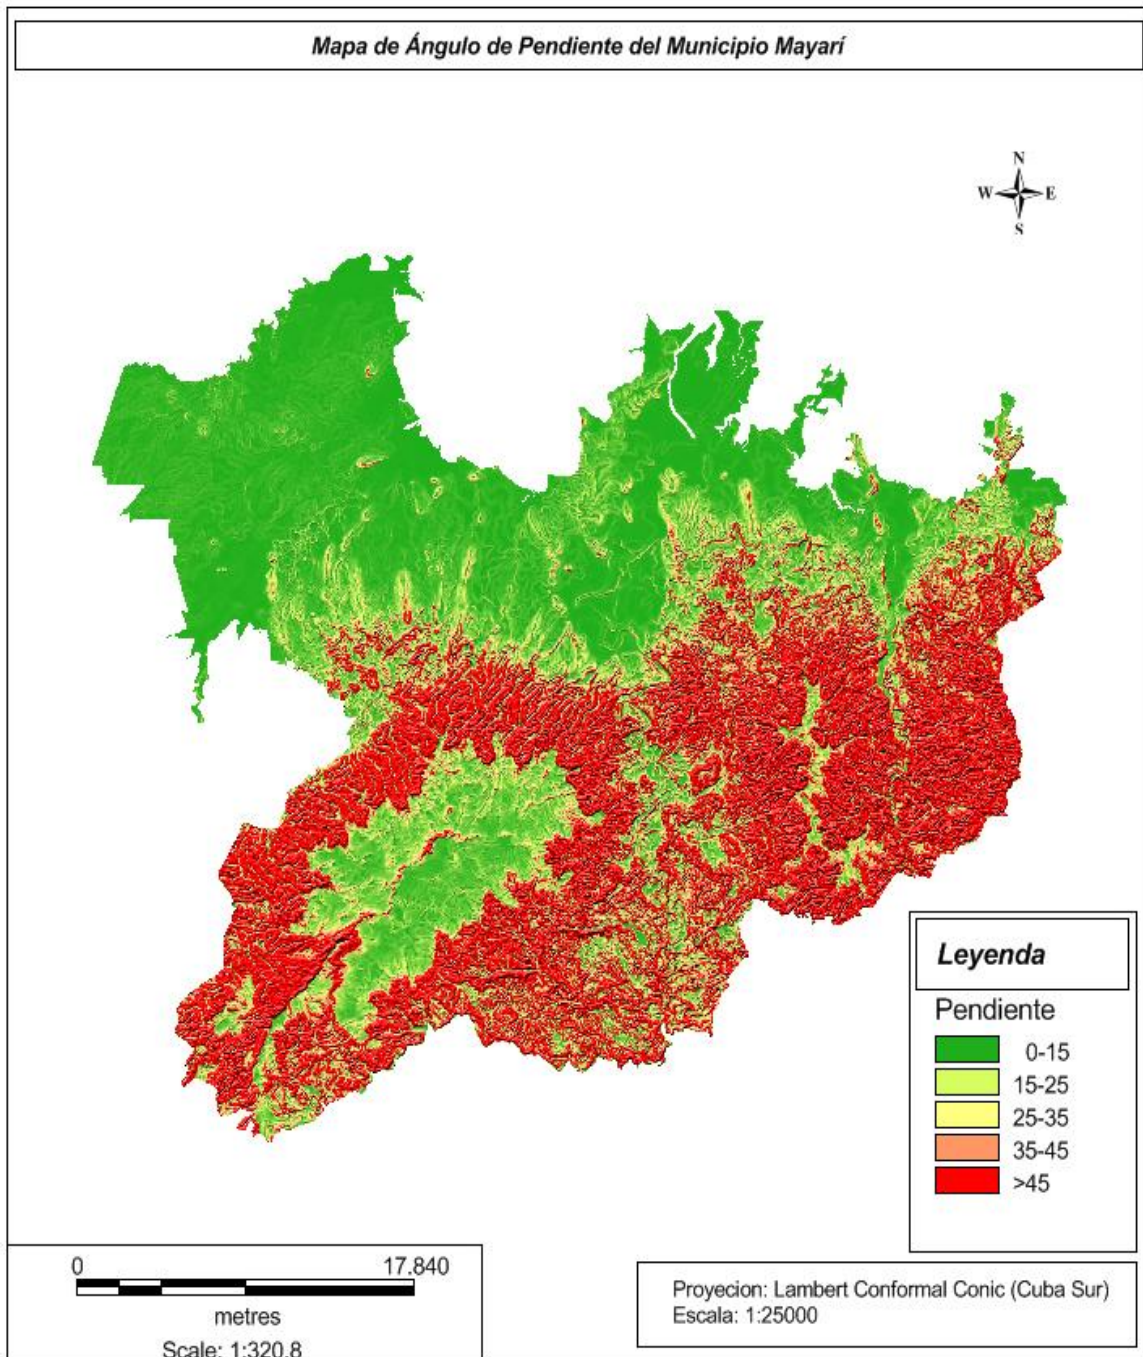 Mapa de Ángulo de Pendiente del Municipio Mayarí
N
W E
S
Leyenda
Pendiente
0-15
15-25
25-35
35-45
>45
0 17.840
metres
Scale: 1:320.8
Proyecion: Lambert Conformal Conic (Cuba Sur)
Escala: 1:25000